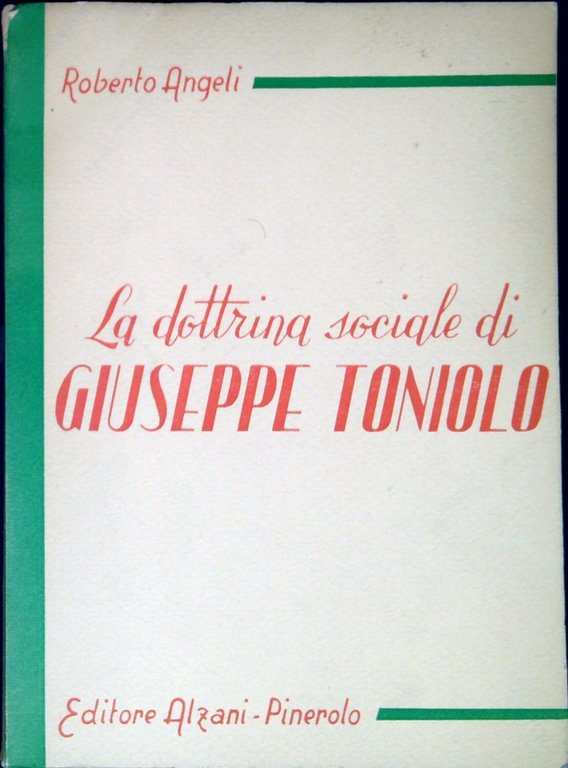 Roberto Angeli
La dottrina sociale di
GIUSEPPE TONIOLO
Editore Alzani - Pinerolo